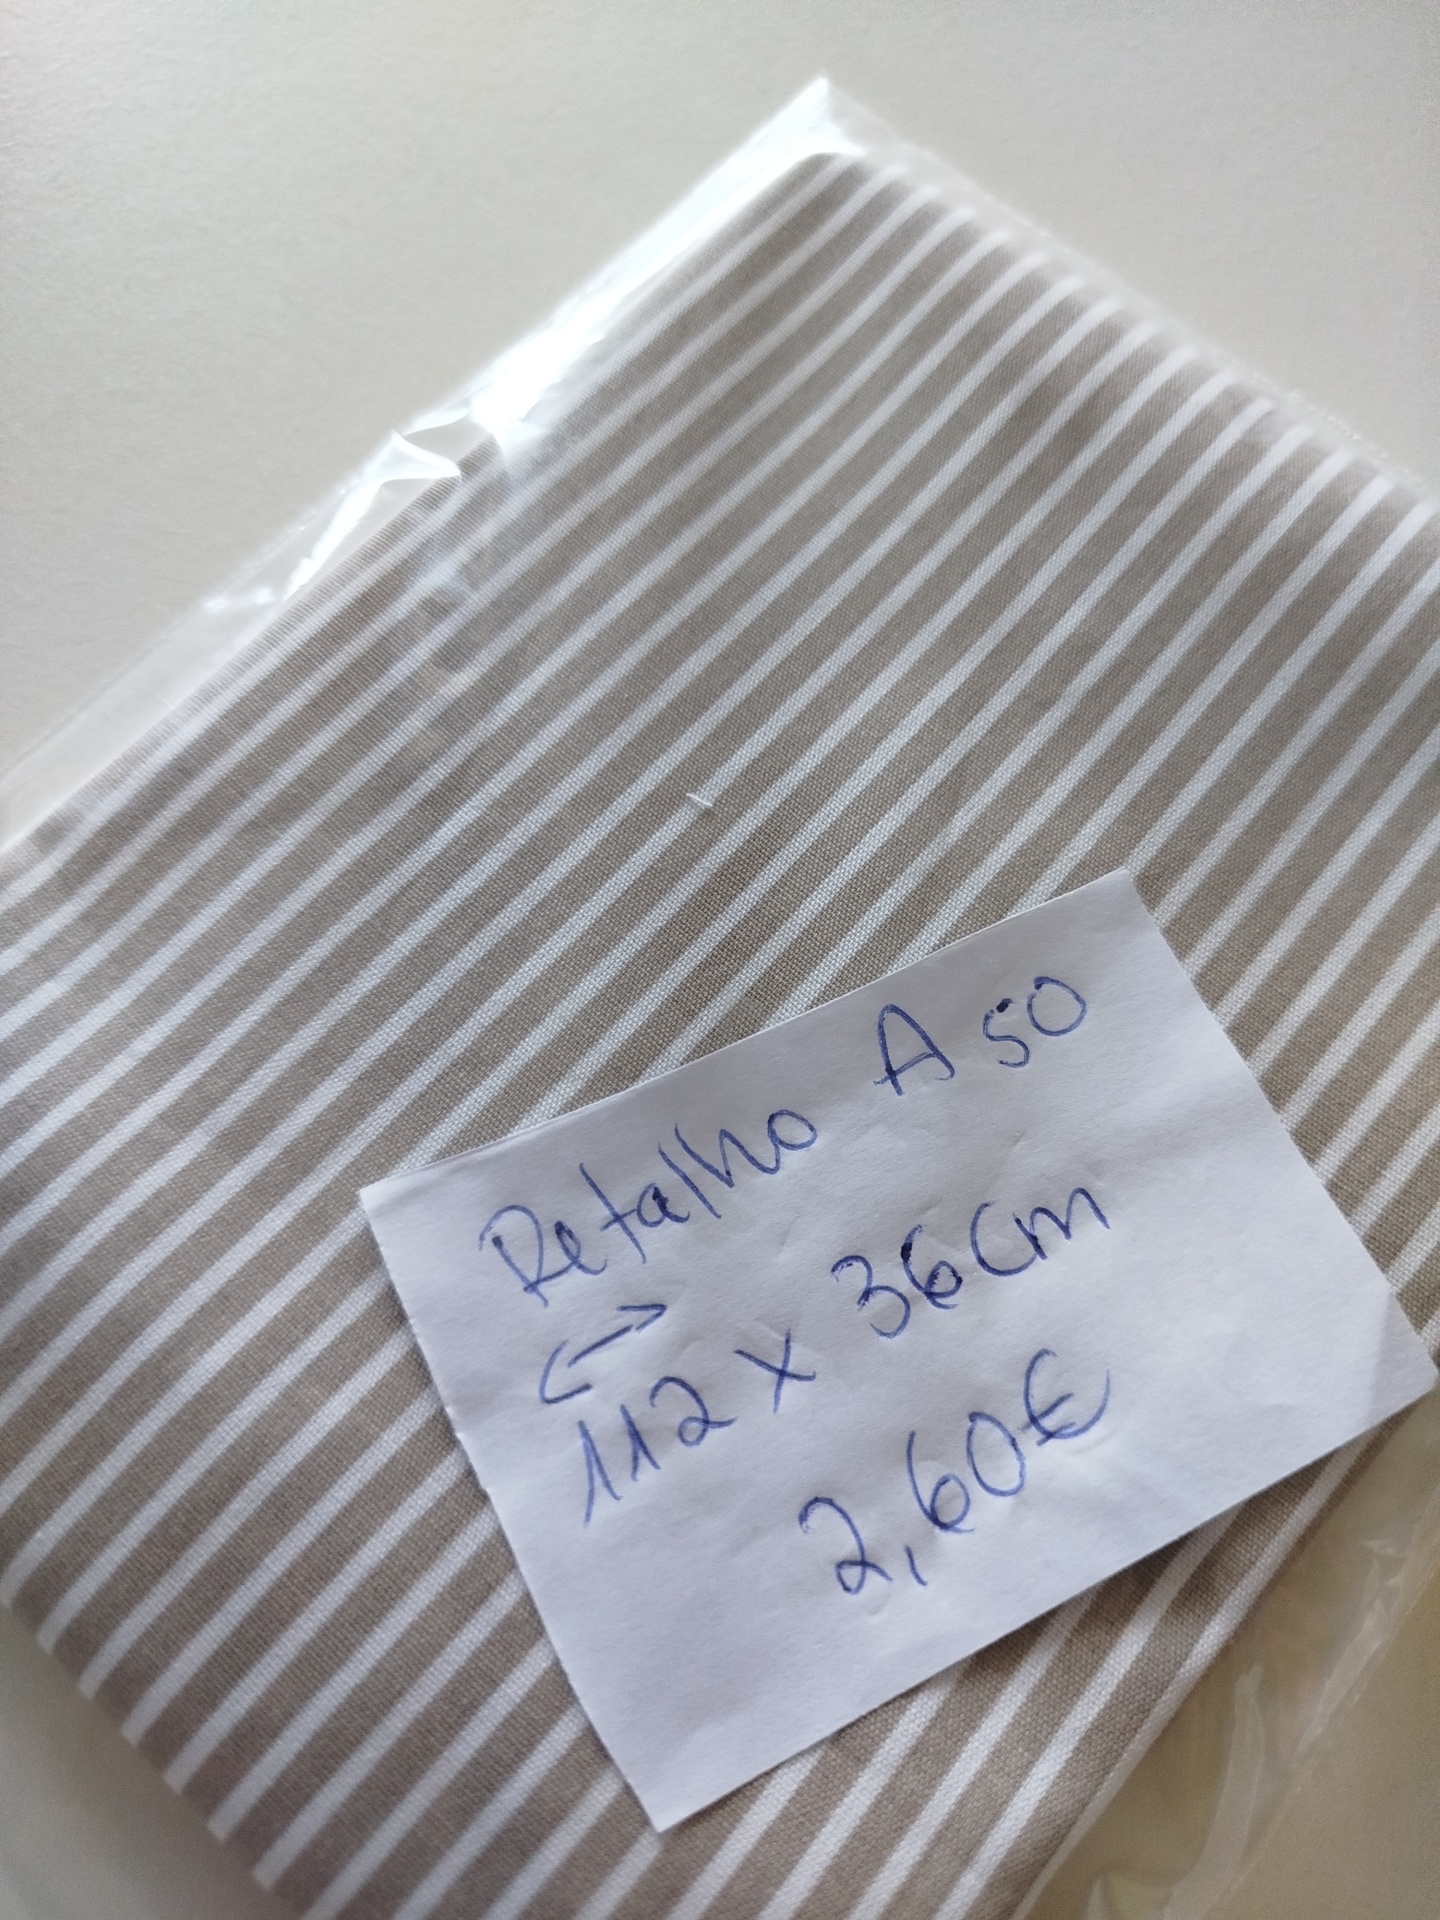 Retalho A 50
↔
112 x 36cm
2,60€